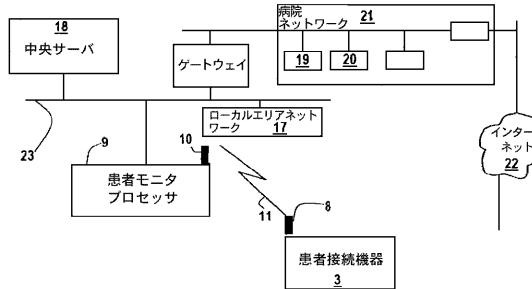 18
中央サーバ
ゲートウェイ
病院
ネットワーク 21
19
20
ローカルエリアネット
ワーク 17
23
9
10
患者モニタ
プロセッサ
11
8
患者接続機器
3
インター
ネット
22